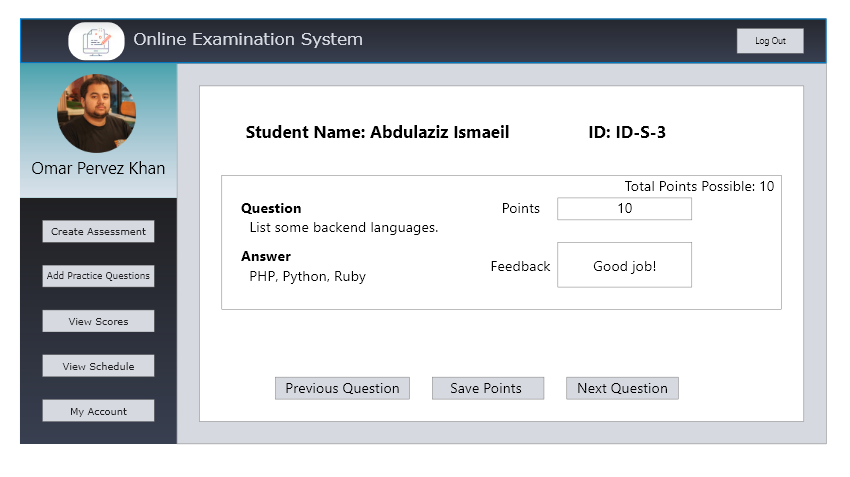 Online Examination System
Log Out
Omar Pervez Khan
Create Assessment
Add Practice Questions
View Scores
View Schedule
My Account
Student Name: Abdulaziz Ismaeil ID: ID-S-3
Total Points Possible: 10
Question
List some backend languages.
Points 10
Answer
PHP, Python, Ruby
Feedback Good job!
Previous Question Save Points Next Question